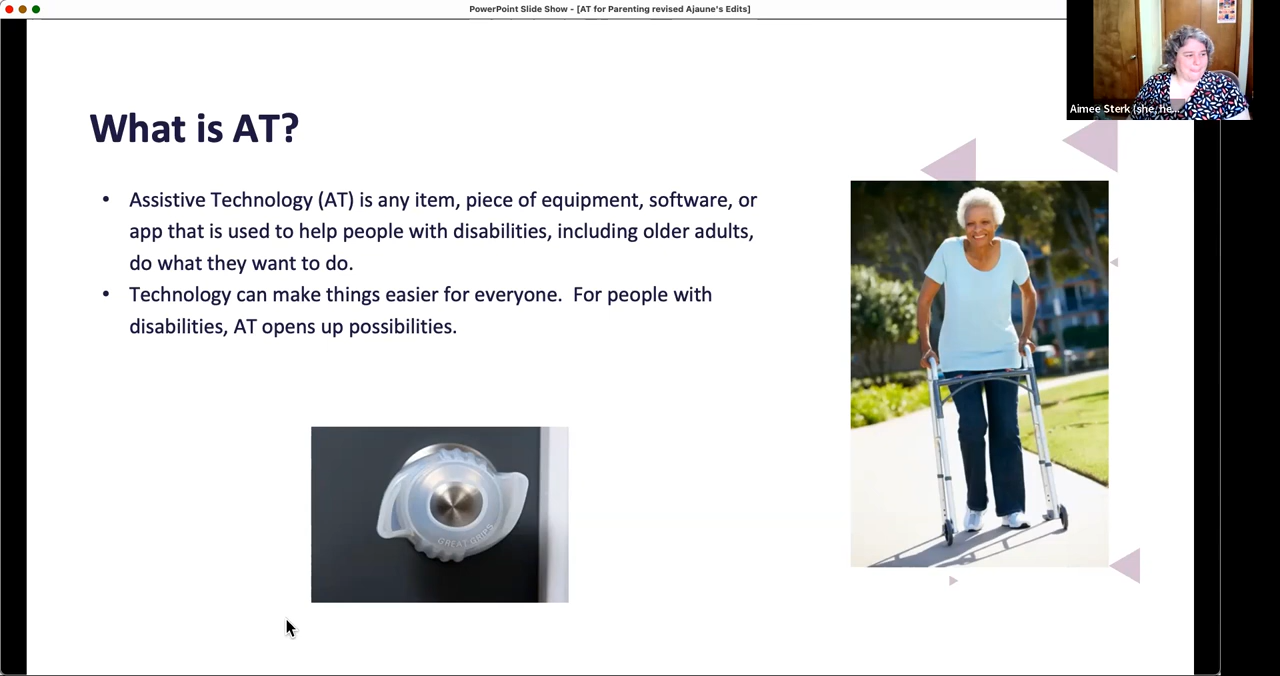 PowerPoint Slide Show - [AT for Parenting revised Ajaune's Edits]
Aimee Sterk (she, he...
What is AT?
• Assistive Technology (AT) is any item, piece of equipment, software, or
app that is used to help people with disabilities, including older adults,
do what they want to do.
• Technology can make things easier for everyone.  For people with
disabilities, AT opens up possibilities.
GREAT GRIPS